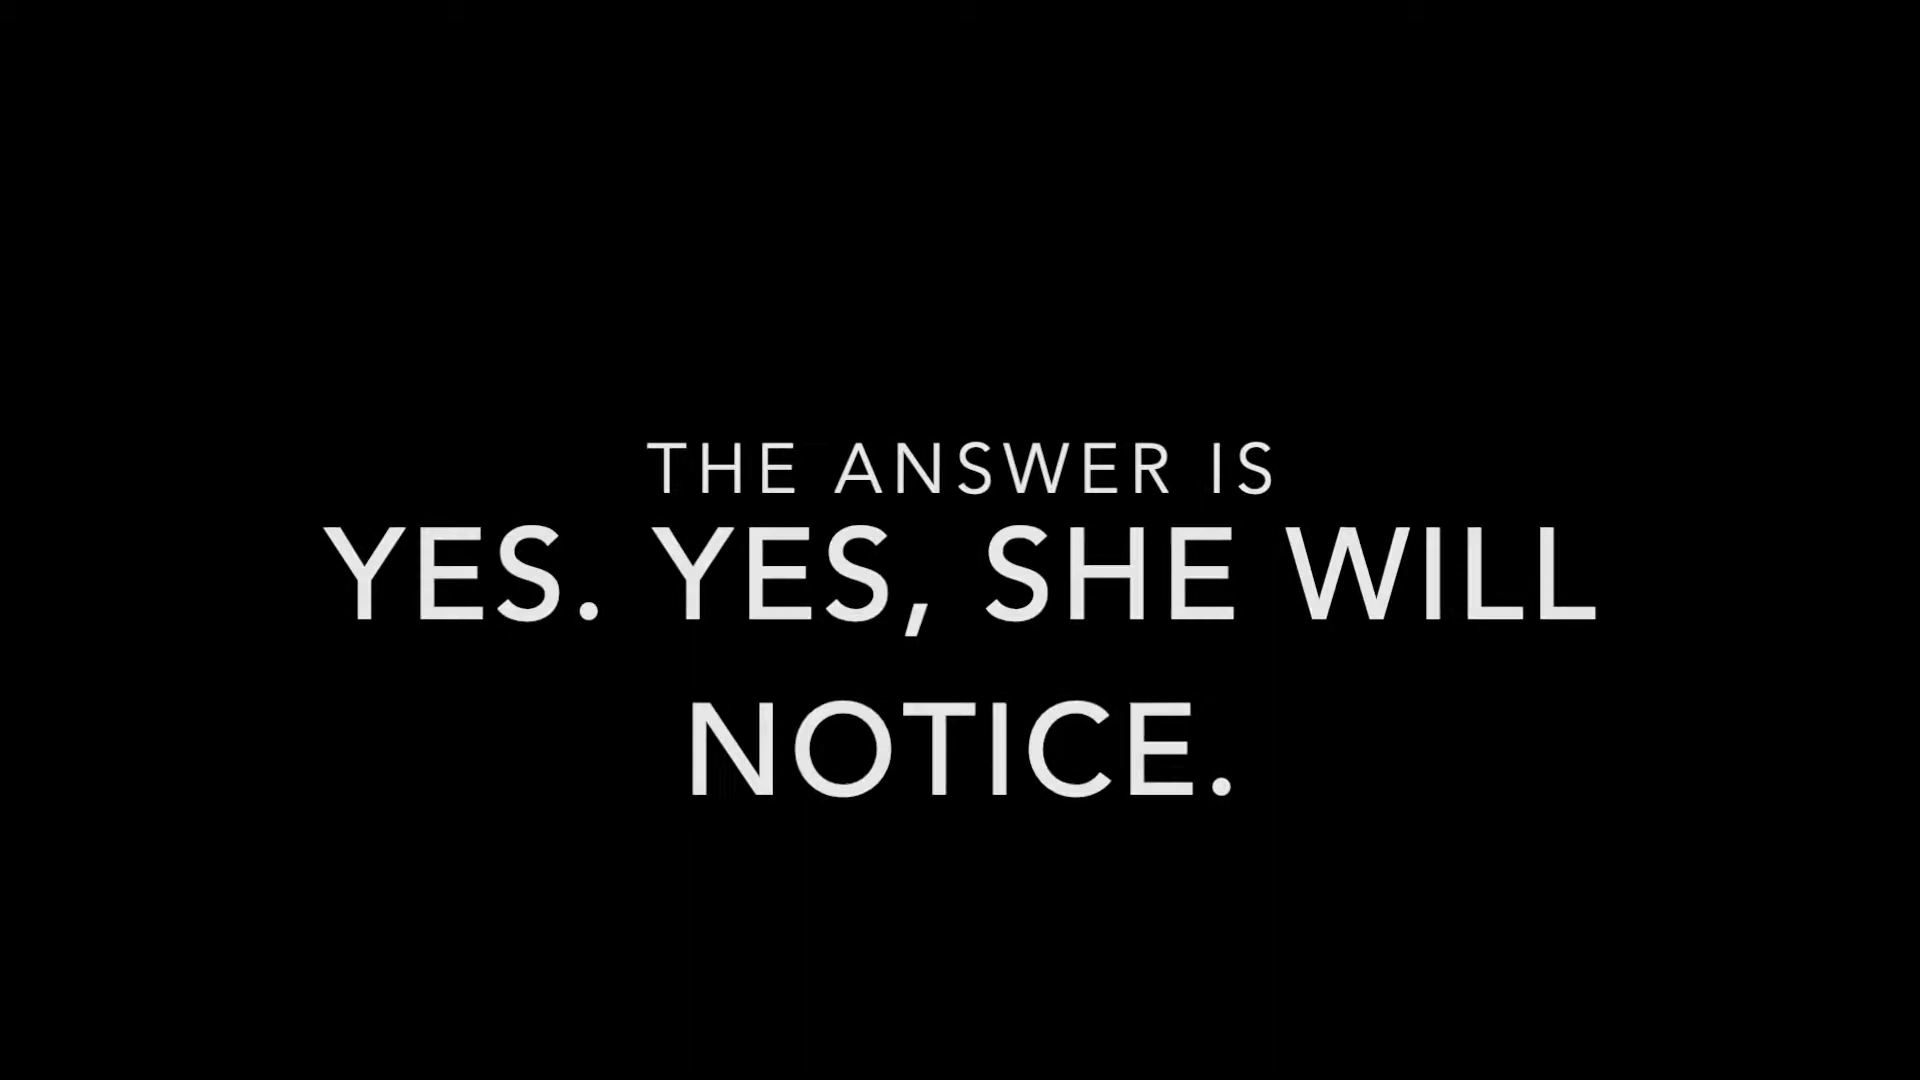 THE ANSWER IS
YES. YES, SHE WILL
NOTICE.